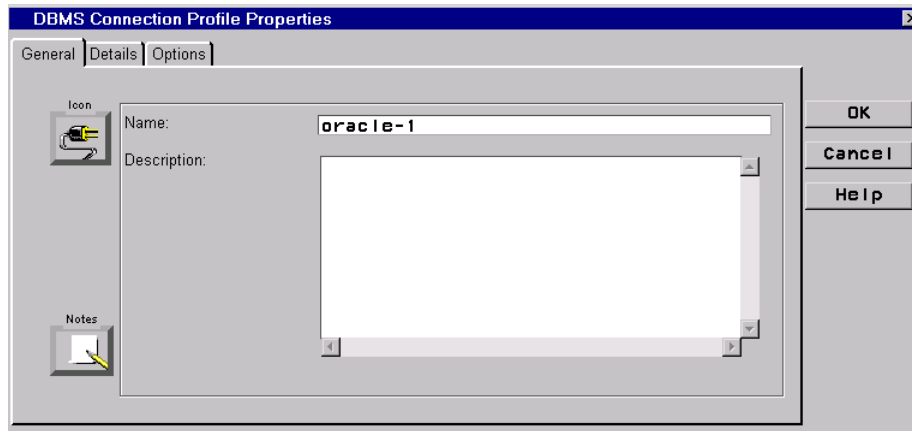 DBMS Connection Profile Properties
General Details Options
Icon
Name: oracle-1
Description:
Notes
OK
Cancel
Help